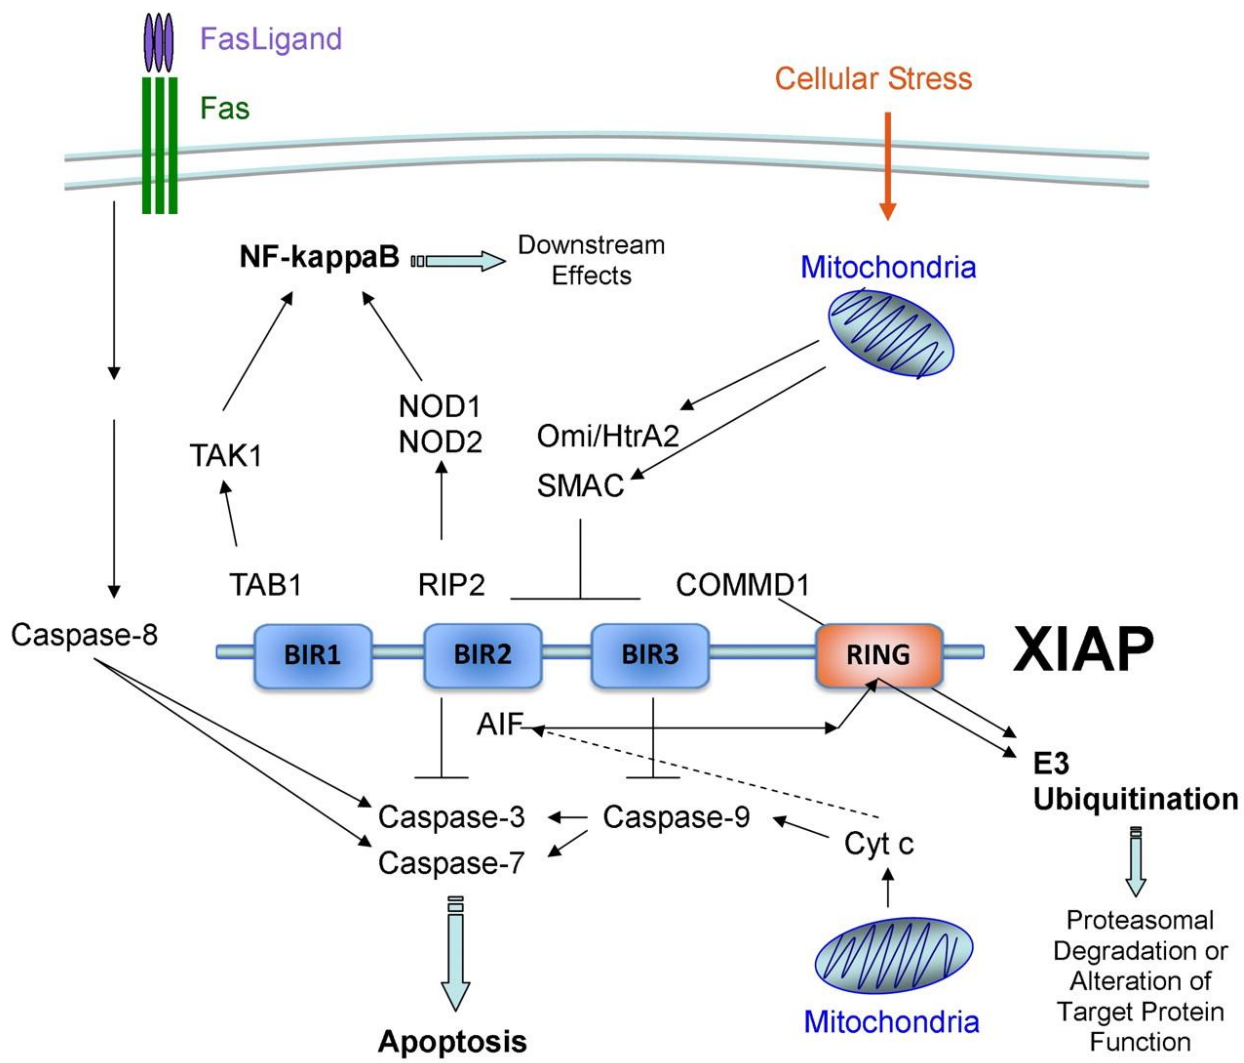 FasLigand
Fas
Cellular Stress
NF-kappaB
Downstream
Effects
Mitochondria
NOD1
NOD2
TAK1
Omi/HtrA2
SMAC
TAB1
RIP2
COMMD1
Caspase-8
BIR1
BIR2
BIR3
RING
XIAP
AIF
E3
Ubiquitination
Caspase-3
Caspase-9
Cyt c
Caspase-7
Proteasomal
Degradation or
Alteration of
Target Protein
Function
Mitochondria
Apoptosis